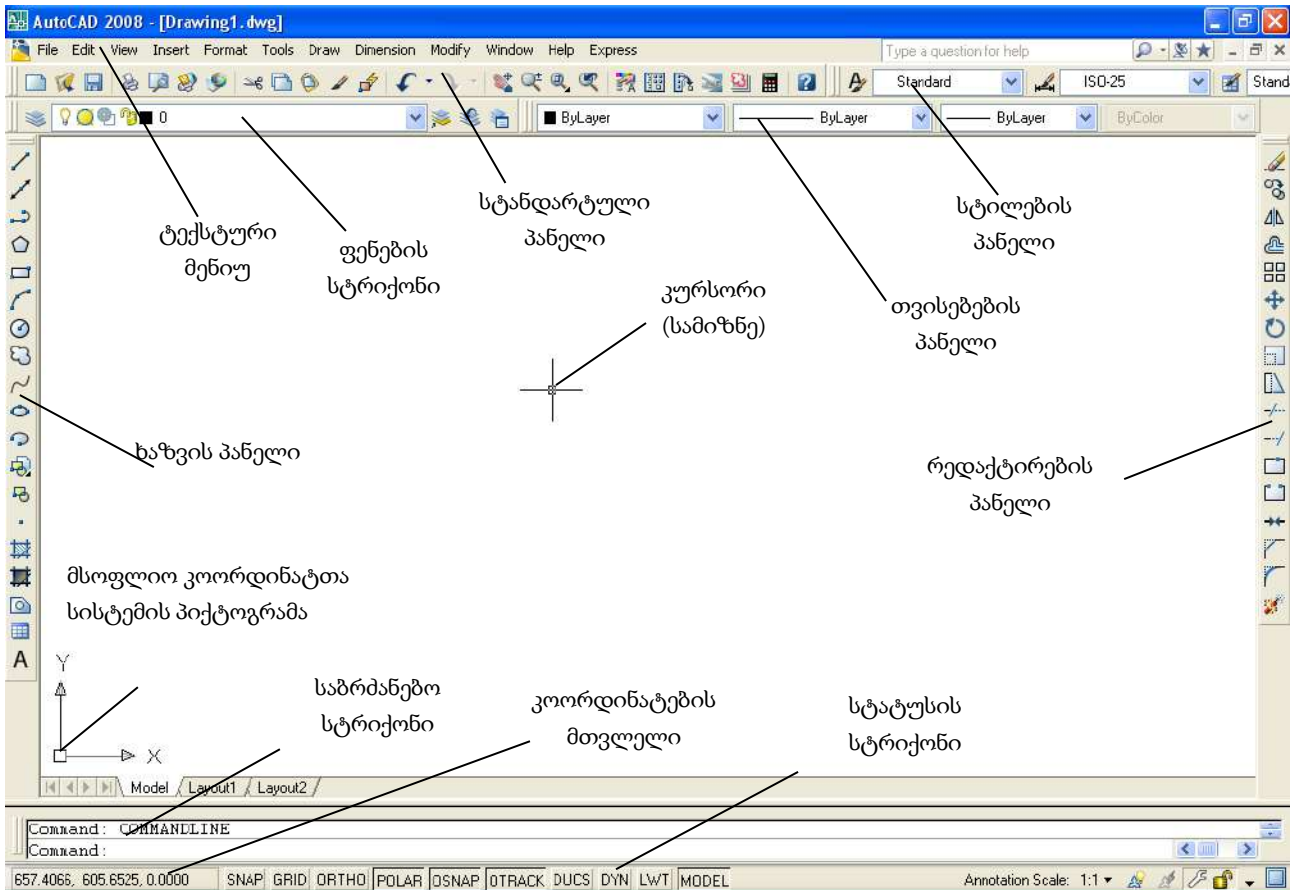 AutoCAD 2008 - [Drawing1.dwg]
File Edit View Insert Format Tools Draw Dimension Modify Window Help Express
Type a question for help
Standard
ISO-25
Stand
0
ByLayer
ByLayer
ByLayer
ByColor
ტექსტური
მენიუ
ფენების
სტრიქონი
სტანდარტული
პანელი
სტილების
პანელი
კურსორი
(სამიზნე)
თვისებების
პანელი
ხაზვის პანელი
რედაქტირების
პანელი
მსოფლიო კოორდინატთა
სისტემის პიქტოგრამა
A
Y
X
საბრძანებო
სტრიქონი
კოორდინატების
მთვლელი
სტატუსის
სტრიქონი
Model Layout1 Layout2
Command: COMMANDLINE
Command:
657.4066, 605.6525, 0.0000 SNAP GRID ORTHO POLAR OSNAP OTRACK DUCS DYN LWT MODEL Annotation Scale: 1:1